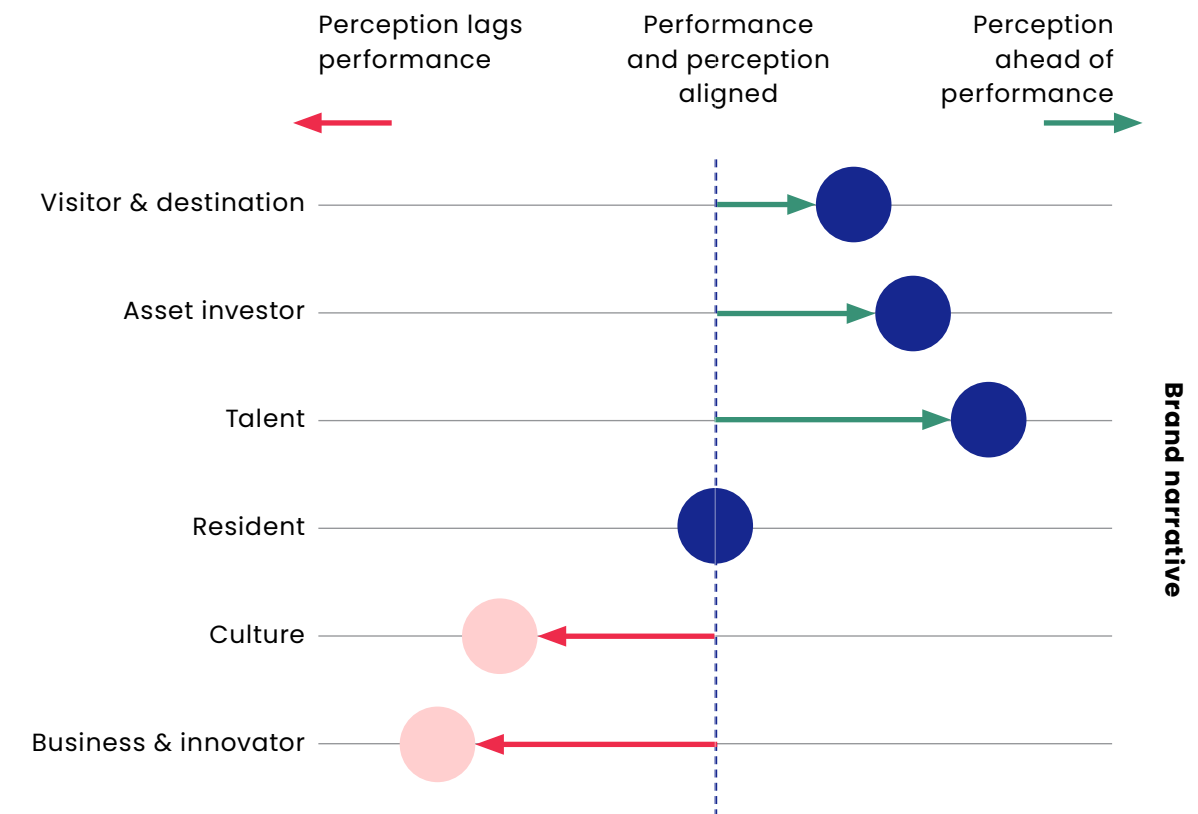 Perception lags
performance
Performance
and perception
aligned
Perception
ahead of
performance
Visitor & destination
Asset investor
Talent
Resident
Culture
Business & innovator
Brand narrative